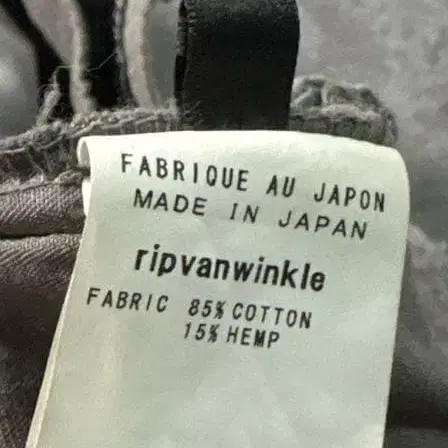 FABRIQUE AU JAPON
MADE IN JAPAN
ripvanwinkle
FABRIC 85% COTTON
15% HEMP